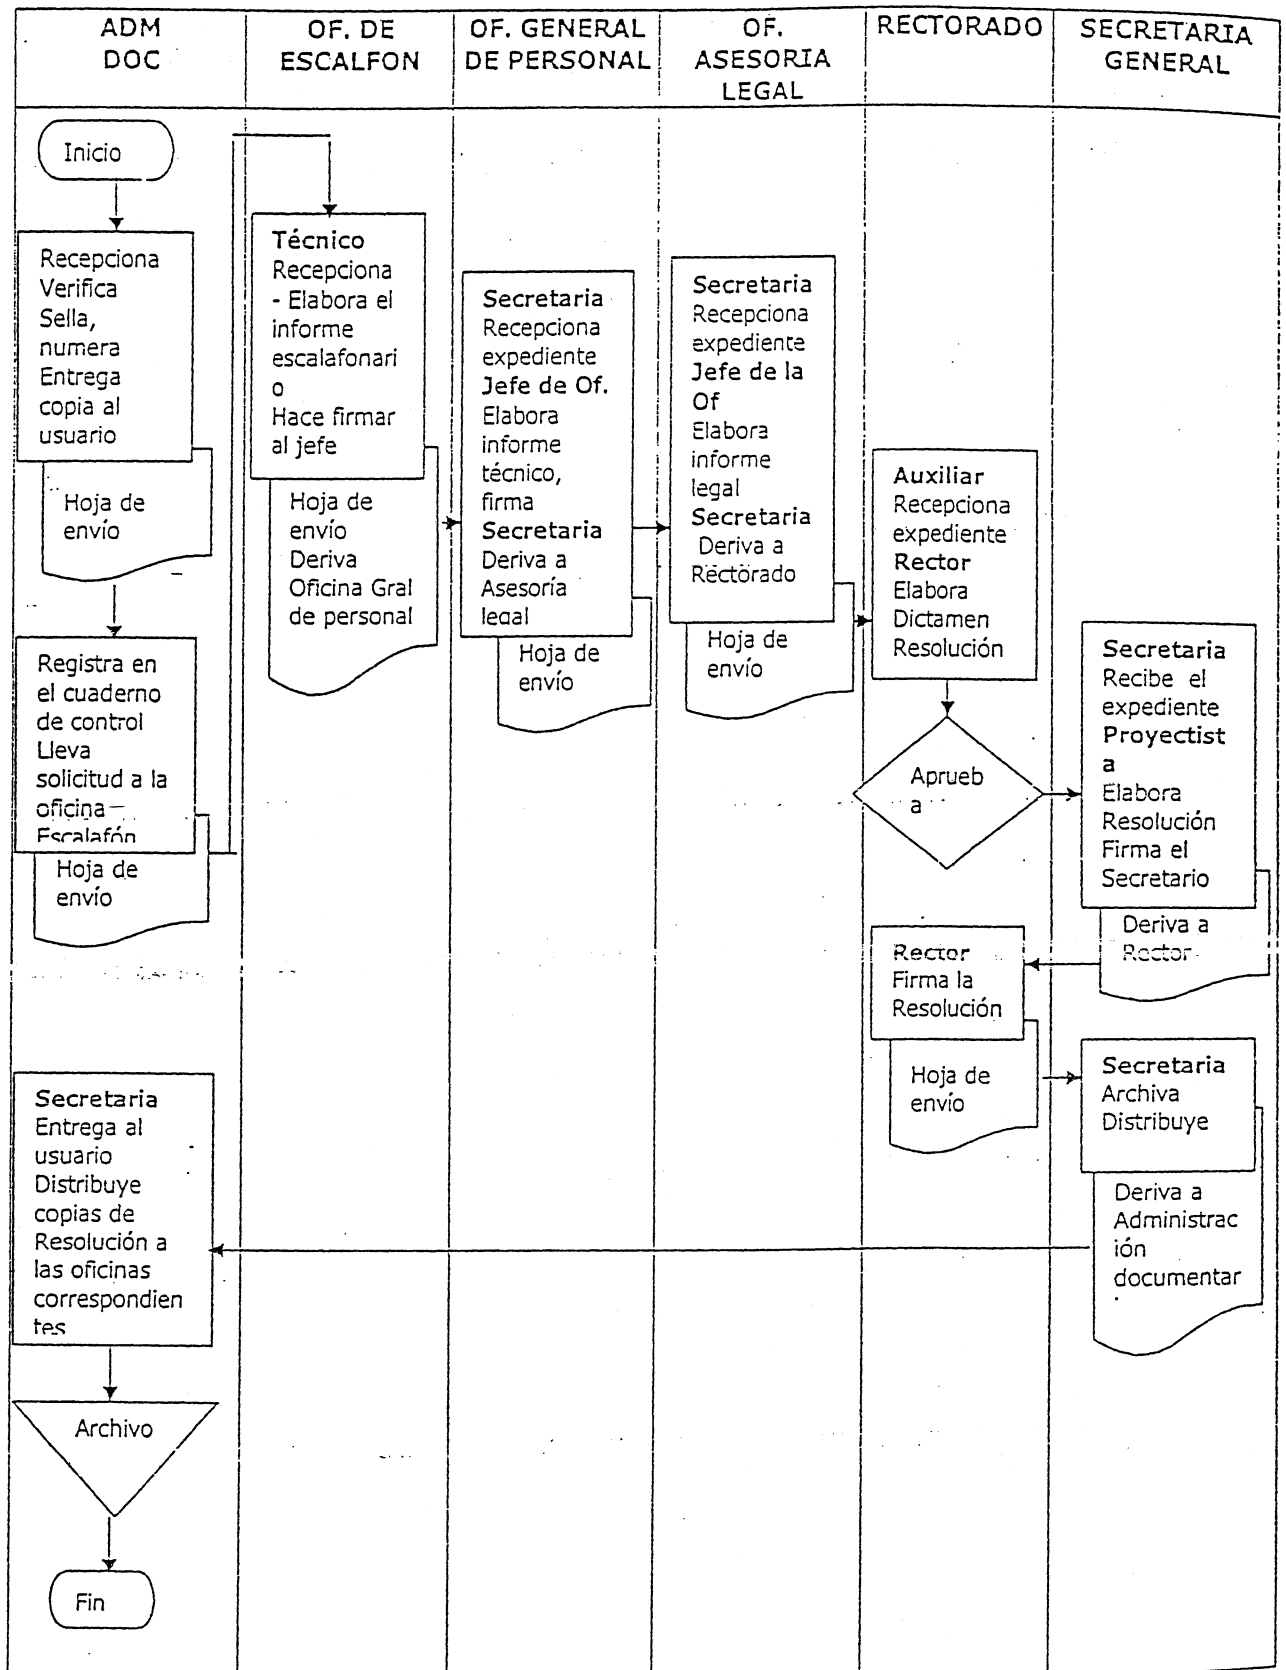 ADM
DOC
OF. DE
ESCALFON
OF. GENERAL
DE PERSONAL
OF.
ASESORIA
LEGAL
RECTORADO
SECRETARIA
GENERAL
Inicio
Recepciona
Verifica
Sella,
numera
Entrega
copia al
usuario
Hoja de
envío
Registra en
el cuaderno
de control
Lleva
solicitud a la
oficina
Escalafón
Hoja de
envío
Técnico
Recepciona
- Elabora el
informe
escalafonari
o
Hace firmar
al jefe
Hoja de
envío
Deriva
Oficina Gral
de personal
Secretaria
Recepciona
expediente
Jefe de Of.
Elabora
informe
técnico,
firma
Secretaria
Deriva a
Asesoría
legal
Hoja de
envío
Secretaria
Recepciona
expediente
Jefe de la
Of
Elabora
informe
legal
Secretaria
Deriva a
Rectorado
Hoja de
envío
Auxiliar
Recepciona
expediente
Rector
Elabora
Dictamen
Resolución
Aprueb
a
Secretaria
Recibe el
expediente
Proyectist
a
Elabora
Resolución
Firma el
Secretario
Deriva a
Rector
Rector
Firma la
Resolución
Hoja de
envío
Secretaria
Archiva
Distribuye
Deriva a
Administrac
ión
documentar
Secretaria
Entrega al
usuario
Distribuye
copias de
Resolución a
las oficinas
correspondien
tes
Archivo
Fin